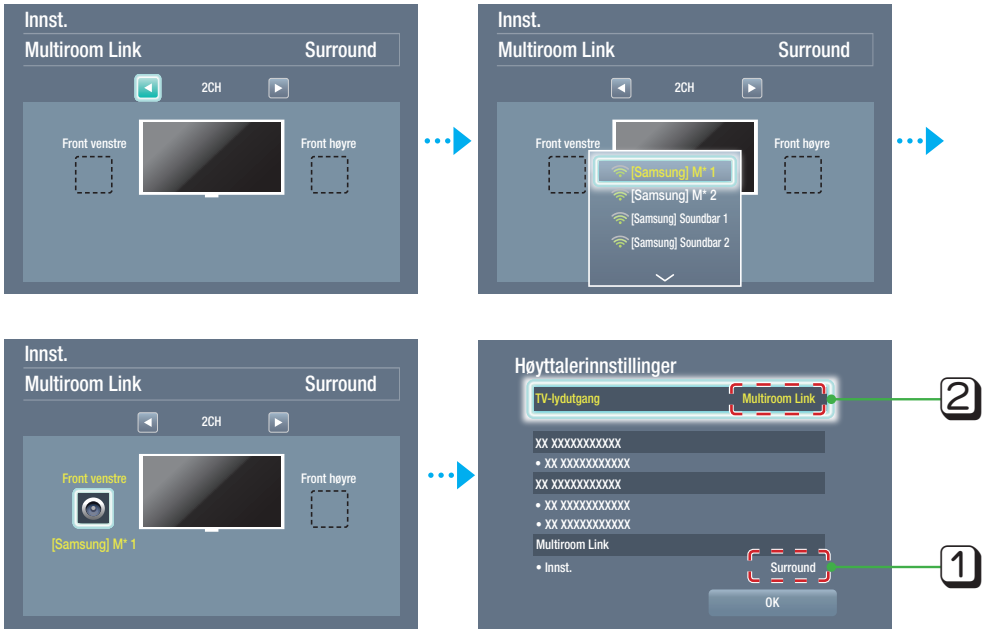 Innst.
Multiroom Link Surround
2CH
Front venstre Front høyre
Innst.
Multiroom Link Surround
2CH
Front venstre Front høyre
[Samsung] M* 1
[Samsung] M* 2
[Samsung] Soundbar 1
[Samsung] Soundbar 2
Innst.
Multiroom Link Surround
2CH
Front venstre Front høyre
[Samsung] M* 1
Høyttalerinnstillinger
TV-lydutgang Multiroom Link
2
XX XXXXXXXXXXX
• XX XXXXXXXXXXX
XX XXXXXXXXXXX
• XX XXXXXXXXXXX
• XX XXXXXXXXXXX
Multiroom Link
• Innst. Surround
1
OK